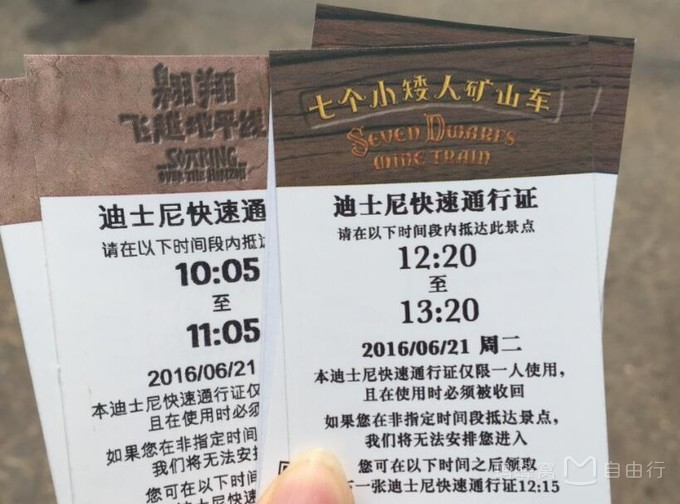 翱翔
飞越地平线
SOARING
OVER THE HORIZON
迪士尼快速通
请在以下时间段内抵达
10:05
至
11:05
2016/06/21
本迪士尼快速通行证仅
且在使用时必须
如果您在非指定时间
我们将无法安排
您可在以下
一张迪士尼
七个小矮人矿山车
SEVEN DWARFS
MINE TRAIN
迪士尼快速通行证
请在以下时间段内抵达此景点
12:20
至
13:20
2016/06/21 周二
本迪士尼快速通行证仅限一人使用，
且在使用时必须被收回
如果您在非指定时间段抵达景点，
我们将无法安排您进入
您可在以下时间之后领取
下一张迪士尼快速通行证12:15
自由行